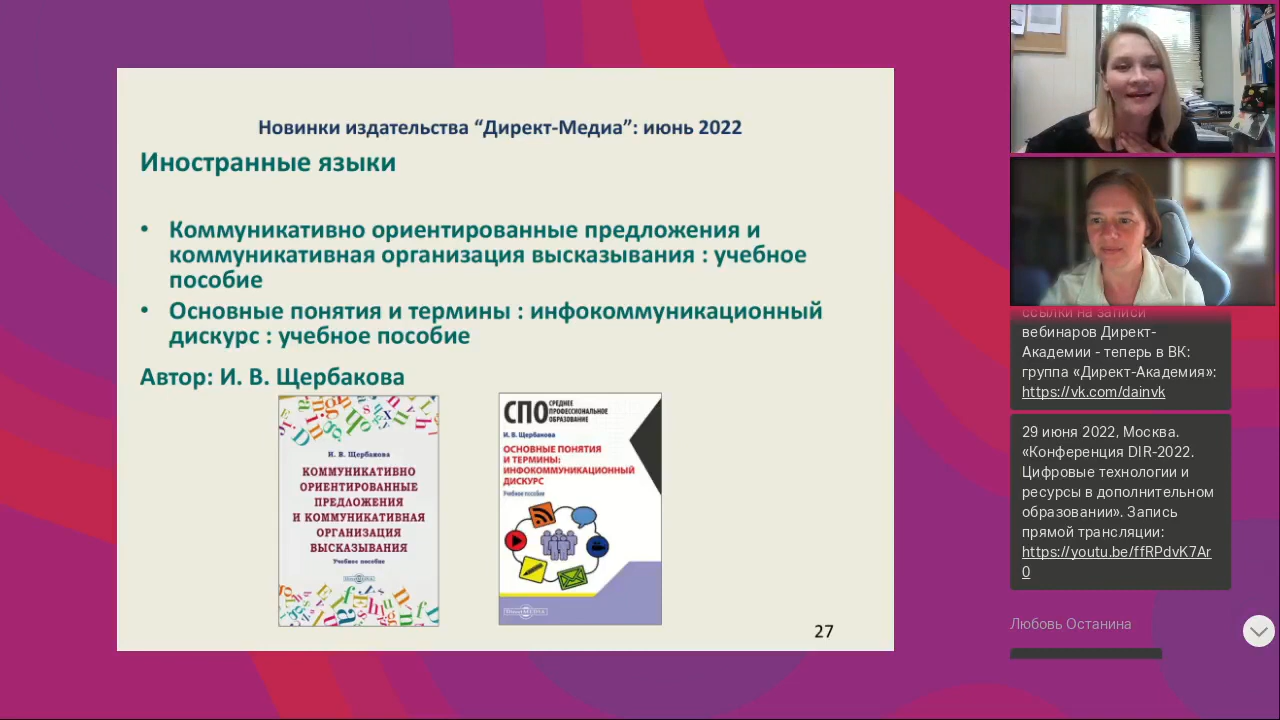 Новинки издательства “Директ-Медиа”: июнь 2022
Иностранные языки
• Коммуникативно ориентированные предложения и
коммуникативная организация высказывания : учебное
пособие
• Основные понятия и термины : инфокоммуникационный
дискурс : учебное пособие
Автор: И. В. Щербакова
И. В. Щербакова
КОММУНИКАТИВНО
ОРИЕНТИРОВАННЫЕ
ПРЕДЛОЖЕНИЯ
И КОММУНИКАТИВНАЯ
ОРГАНИЗАЦИЯ
ВЫСКАЗЫВАНИЯ
Учебное пособие
СПО СРЕДНЕЕ
ПРОФЕССИОНАЛЬНОЕ
ОБРАЗОВАНИЕ
И. В. Щербакова
ОСНОВНЫЕ ПОНЯТИЯ
И ТЕРМИНЫ:
ИНФОКОММУНИКАЦИОННЫЙ
ДИСКУРС
Учебное пособие
27
ссылки на записи
вебинаров Директ-
Академии - теперь в ВК:
группа «Директ-Академия»:
https://vk.com/dainvk
29 июня 2022, Москва.
«Конференция DIR-2022.
Цифровые технологии и
ресурсы в дополнительном
образовании». Запись
прямой трансляции:
https://youtu.be/ffRPdvK7Ar
0
Любовь Останина